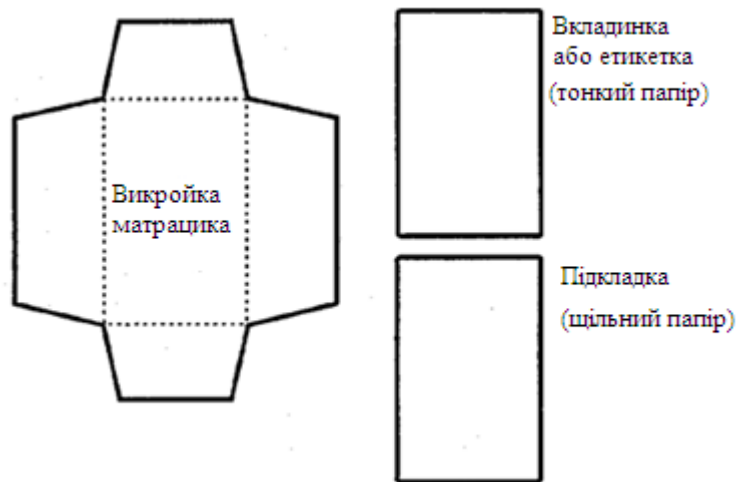 Вкладинка
або етикетка
(тонкий папір)
Викройка
матрацика
Підкладка
(щільний папір)